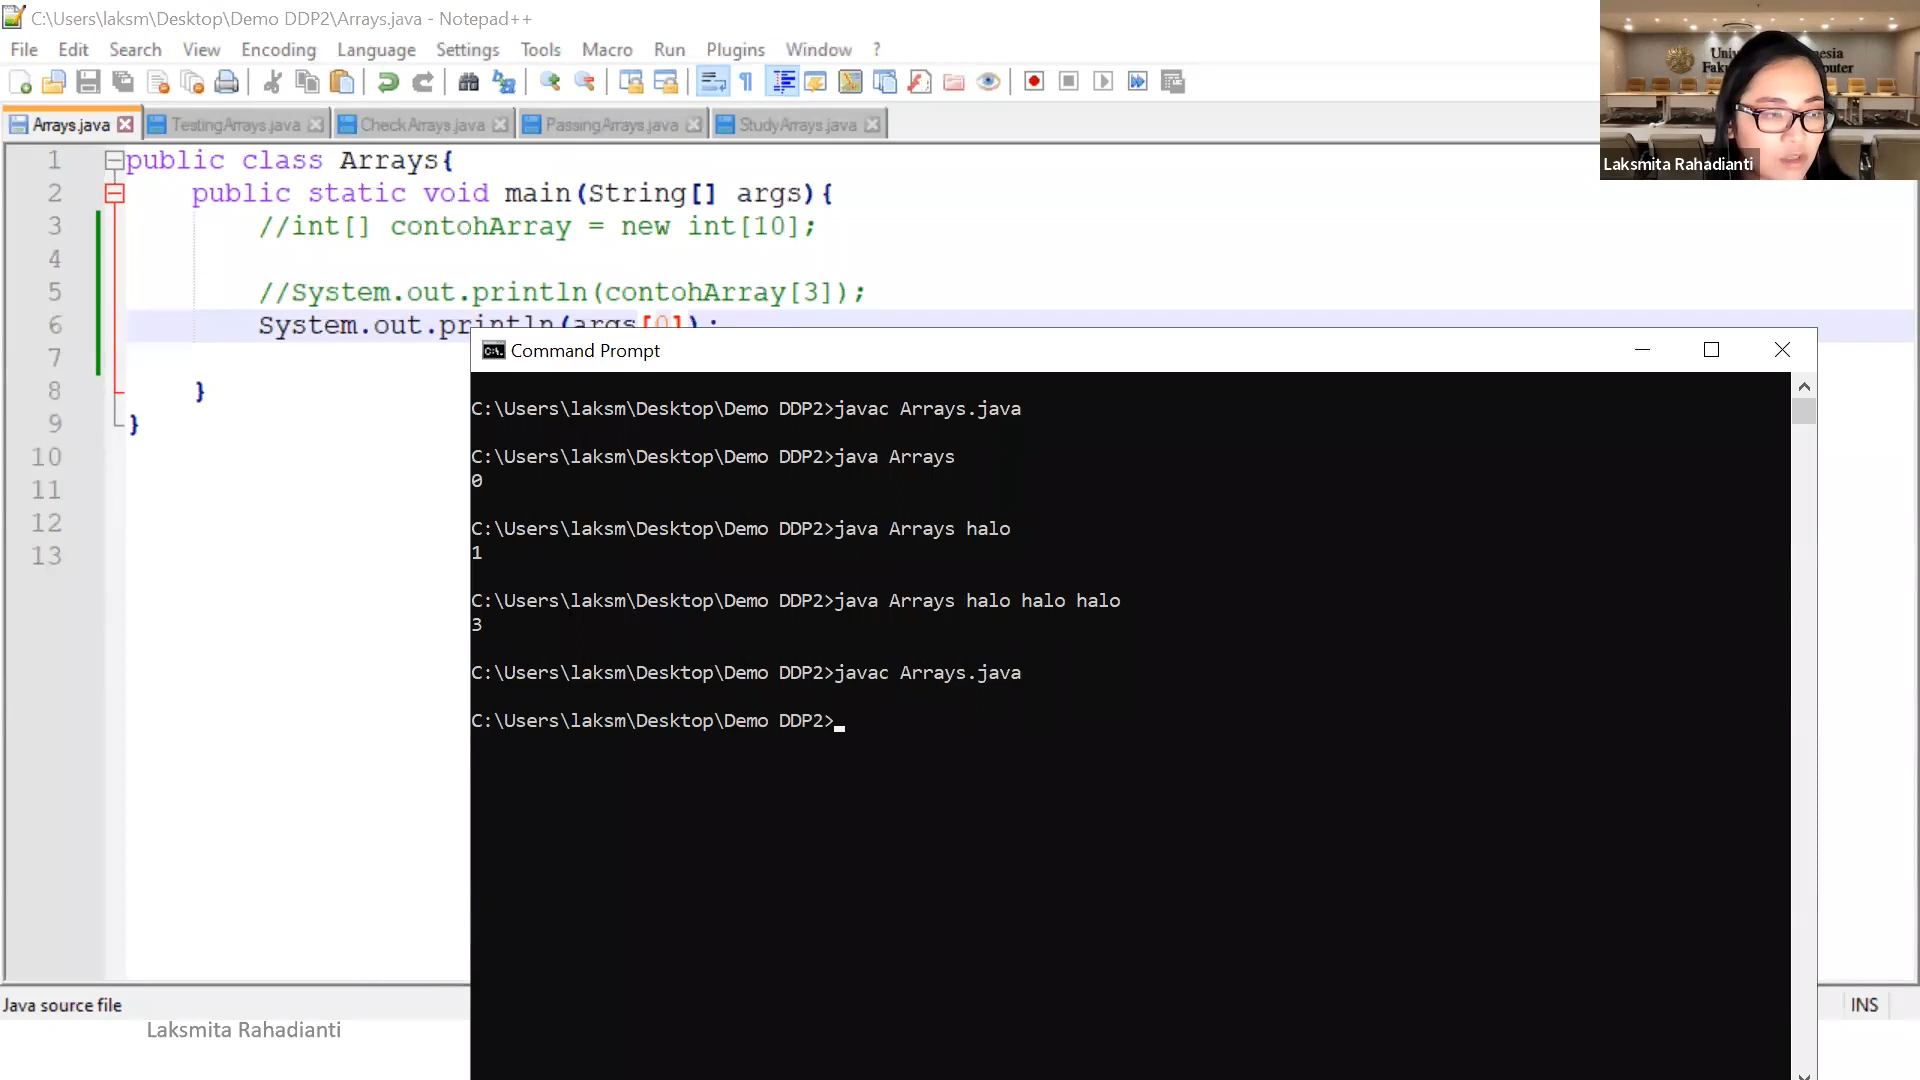 C:\Users\laksm\Desktop\Demo DDP2\Arrays.java - Notepad++
File Edit Search View Encoding Language Settings Tools Macro Run Plugins Window ?
Arrays.java TestingArrays.java CheckArrays.java PassingArrays.java StudyArrays.java
Laksmita Rahadianti
1 public class Arrays{
2 public static void main(String[] args){
3 //int[] contohArray = new int[10];
4
5 //System.out.println(contohArray[3]);
6 System.out.println(args[0]);
7
8 }
9 }
10
11
12
13
Command Prompt
C:\Users\laksm\Desktop\Demo DDP2>javac Arrays.java
C:\Users\laksm\Desktop\Demo DDP2>java Arrays
0
C:\Users\laksm\Desktop\Demo DDP2>java Arrays halo
1
C:\Users\laksm\Desktop\Demo DDP2>java Arrays halo halo halo
3
C:\Users\laksm\Desktop\Demo DDP2>javac Arrays.java
C:\Users\laksm\Desktop\Demo DDP2>
Java source file
INS
Laksmita Rahadianti